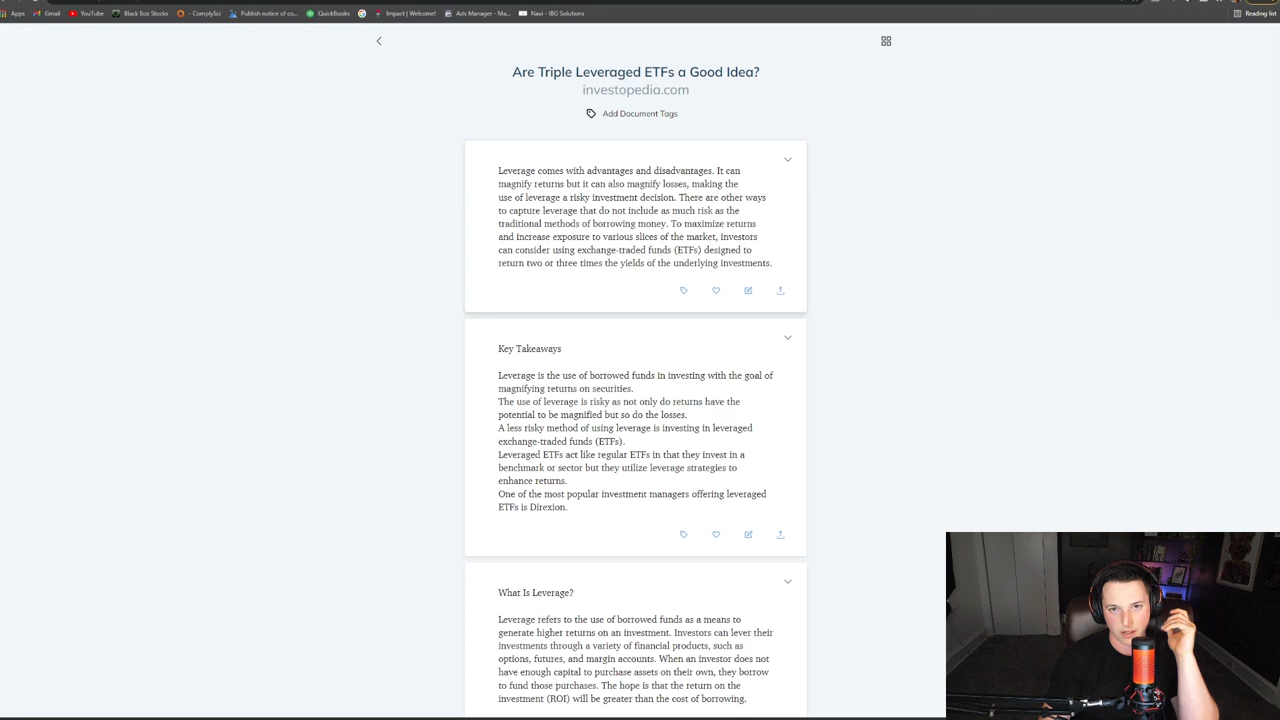 Apps Gmail YouTube Black Box Stocks - ComplySci Publish notice of co... QuickBooks Impact | Welcome! Ads Manager - Ma... Navi - IBG Solutions Reading list
Are Triple Leveraged ETFs a Good Idea?
investopedia.com
Add Document Tags
Leverage comes with advantages and disadvantages. It can
magnify returns but it can also magnify losses, making the
use of leverage a risky investment decision. There are other ways
to capture leverage that do not include as much risk as the
traditional methods of borrowing money. To maximize returns
and increase exposure to various slices of the market, investors
can consider using exchange-traded funds (ETFs) designed to
return two or three times the yields of the underlying investments.
Key Takeaways
Leverage is the use of borrowed funds in investing with the goal of
magnifying returns on securities.
The use of leverage is risky as not only do returns have the
potential to be magnified but so do the losses.
A less risky method of using leverage is investing in leveraged
exchange-traded funds (ETFs).
Leveraged ETFs act like regular ETFs in that they invest in a
benchmark or sector but they utilize leverage strategies to
enhance returns.
One of the most popular investment managers offering leveraged
ETFs is Direxion.
What Is Leverage?
Leverage refers to the use of borrowed funds as a means to
generate higher returns on an investment. Investors can lever their
investments through a variety of financial products, such as
options, futures, and margin accounts. When an investor does not
have enough capital to purchase assets on their own, they borrow
to fund those purchases. The hope is that the return on the
investment (ROI) will be greater than the cost of borrowing.